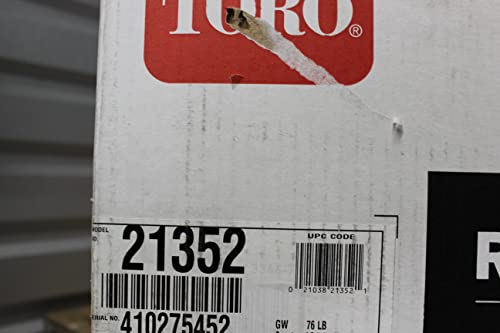 TORO®
R
MODEL
NO.
21352
UPC CODE
0 21038 21352 1
SERIAL NO.
410275452
GW 76 LB